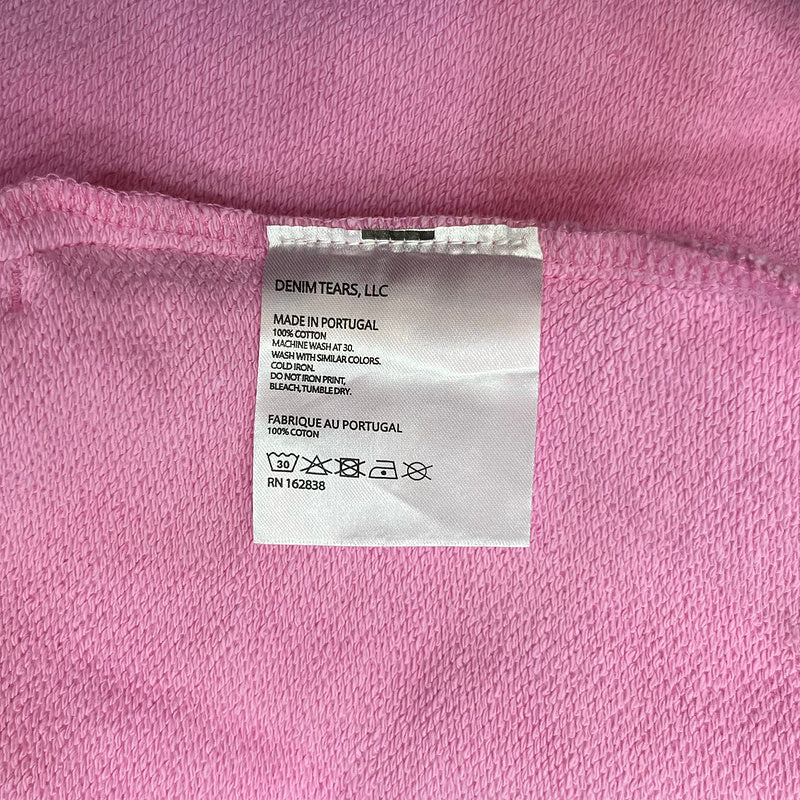 DENIM TEARS, LLC
MADE IN PORTUGAL
100% COTTON
MACHINE WASH AT 30.
WASH WITH SIMILAR COLORS.
COLD IRON.
DO NOT IRON PRINT,
BLEACH, TUMBLE DRY.
FABRIQUE AU PORTUGAL
100% COTON
30
RN 162838